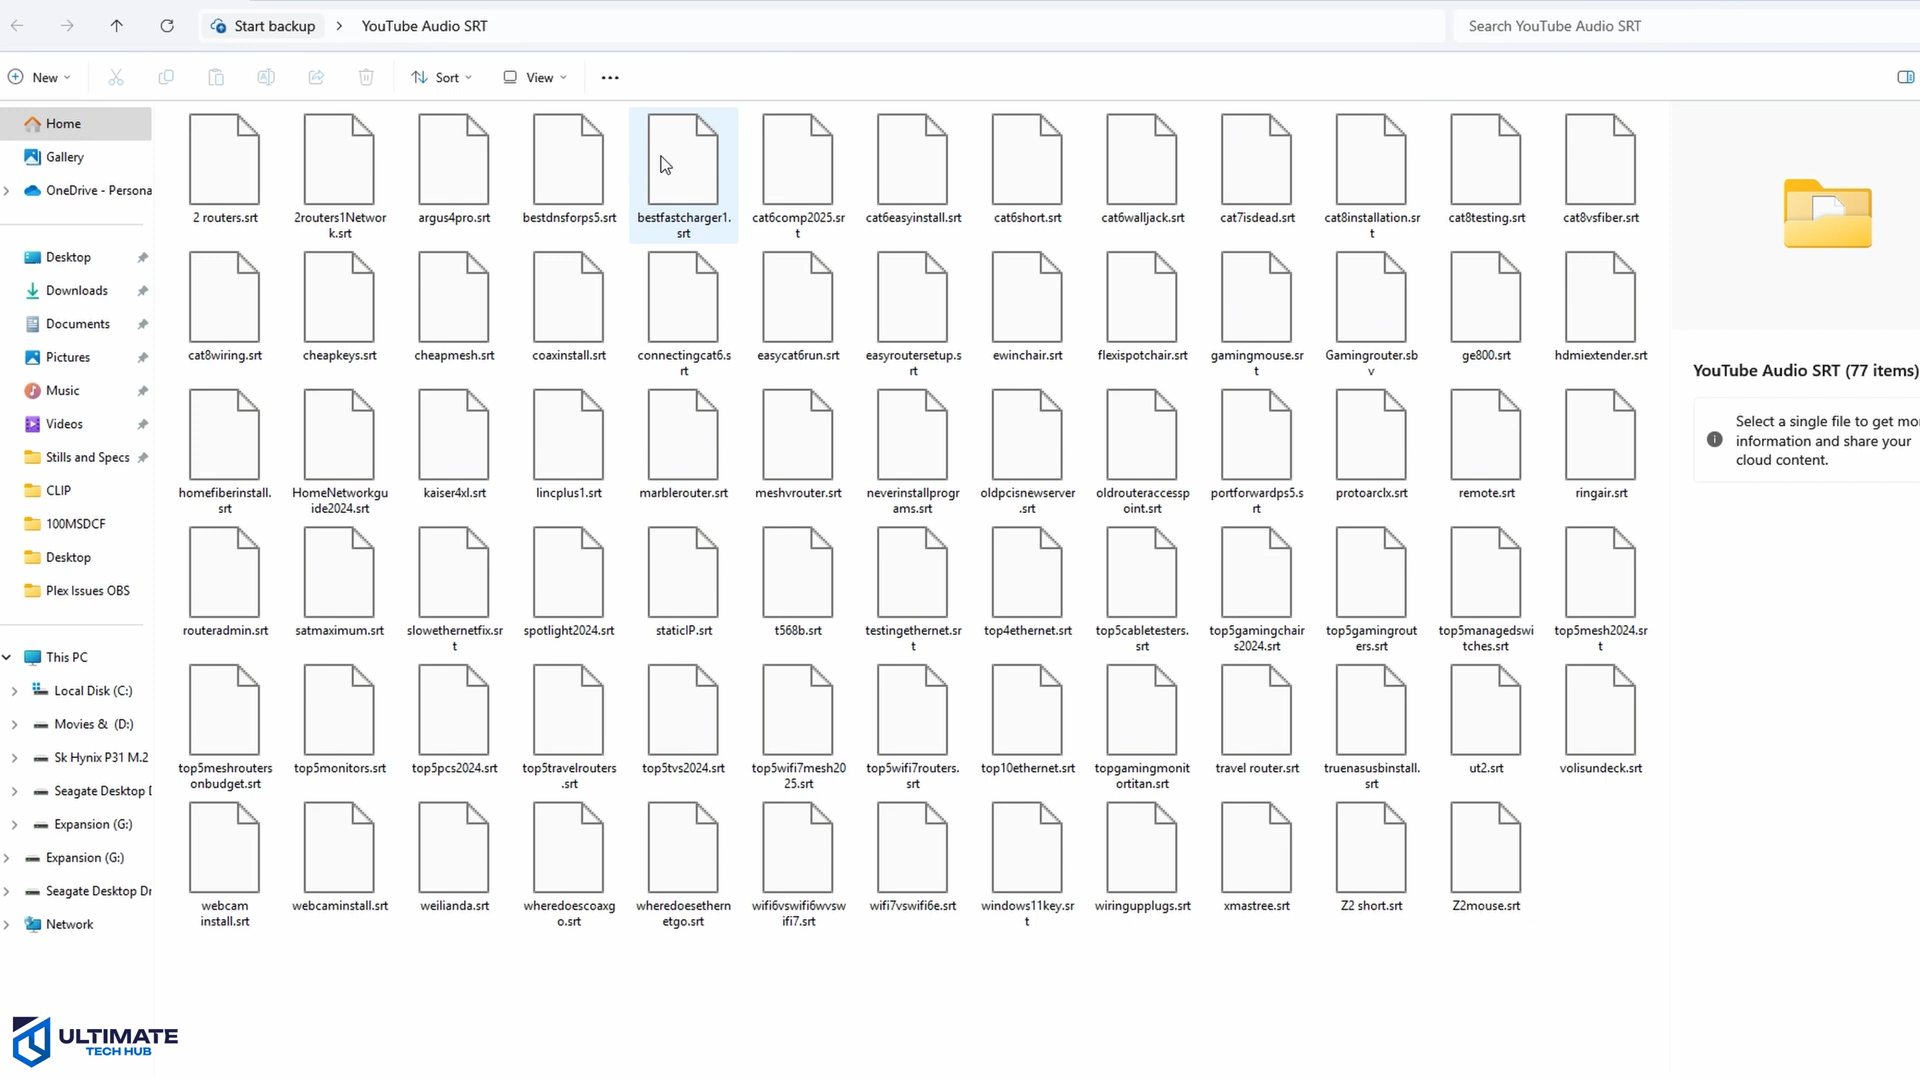 Start backup
YouTube Audio SRT
Search YouTube Audio SRT
New
Sort
View
Home
Gallery
OneDrive - Persona
Desktop
Downloads
Documents
Pictures
Music
Videos
Stills and Specs
CLIP
100MSDCF
Desktop
Plex Issues OBS
This PC
Local Disk (C:)
Movies & (D:)
Sk Hynix P31 M.2
Seagate Desktop D
Expansion (G:)
Expansion (G:)
Seagate Desktop Dr
Network
2 routers.srt
2routers1Networ
k.srt
argus4pro.srt
bestdnsforps5.srt
bestfastcharger1.
srt
cat6comp2025.sr
t
cat6easyinstall.srt
cat6short.srt
cat6walljack.srt
cat7isdead.srt
cat8installation.sr
t
cat8testing.srt
cat8vsfiber.srt
cat8wiring.srt
cheapkeys.srt
cheapmesh.srt
coaxinstall.srt
connectingcat6.s
rt
easycat6run.srt
easyroutersetup.s
rt
ewinchair.srt
flexispotchair.srt
gamingmouse.sr
t
Gamingrouter.sb
v
ge800.srt
hdmiextender.srt
homefiberinstall.
srt
HomeNetworkgu
ide2024.srt
kaiser4xl.srt
lincplus1.srt
marblerouter.srt
meshvrouter.srt
neverinstallprogr
ams.srt
oldpcisnewserver
.srt
oldrouteraccessp
oint.srt
portforwardps5.s
rt
protoarclx.srt
remote.srt
ringair.srt
routeradmin.srt
satmaximum.srt
slowethernetfix.sr
t
spotlight2024.srt
staticIP.srt
t568b.srt
testingethernet.sr
t
top4ethernet.srt
top5cabletesters.
srt
top5gamingchair
s2024.srt
top5gamingrout
ers.srt
top5managedswi
tches.srt
top5mesh2024.sr
t
top5meshrouters
onbudget.srt
top5monitors.srt
top5pcs2024.srt
top5travelrouters
.srt
top5tvs2024.srt
top5wifi7mesh20
25.srt
top5wifi7routers.
srt
top10ethernet.srt
topgamingmonit
ortitan.srt
travel router.srt
truenasusbinstall.
srt
ut2.srt
volisundeck.srt
webcam
install.srt
webcaminstall.srt
weilianda.srt
wheredoescoaxg
o.srt
wheredoesethern
etgo.srt
wifi6vswifi6wvsw
ifi7.srt
wifi7vswifi6e.srt
windows11key.sr
t
wiringupplugs.srt
xmastree.srt
Z2 short.srt
Z2mouse.srt
YouTube Audio SRT (77 items)
Select a single file to get mo
information and share your
cloud content.
ULTIMATE
TECH HUB